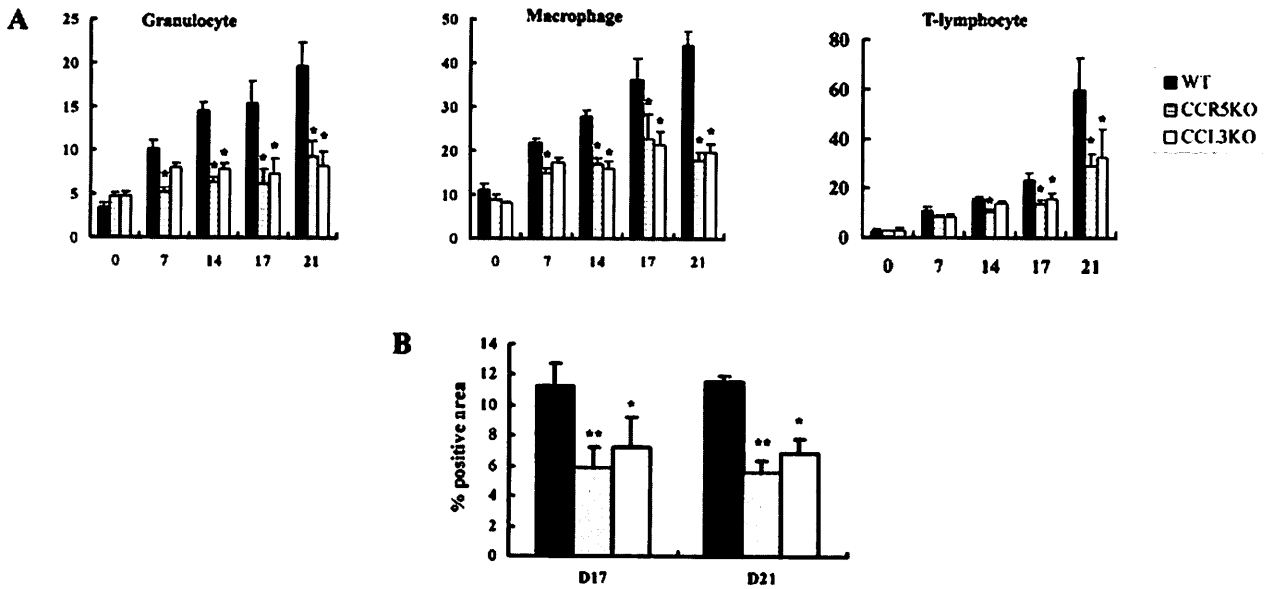 A
Granulocyte
25
20
15
10
5
0
0 7 14 17 21
Macrophage
50
40
30
20
10
0
0 7 14 17 21
T-lymphocyte
80
60
40
20
0
0 7 14 17 21
WT
CCR5KO
CCL3KO
* * * * * * *
* * * * * * *
* * * * *
B
% positive area
14
12
10
8
6
4
2
0
** * ** *
D17 D21